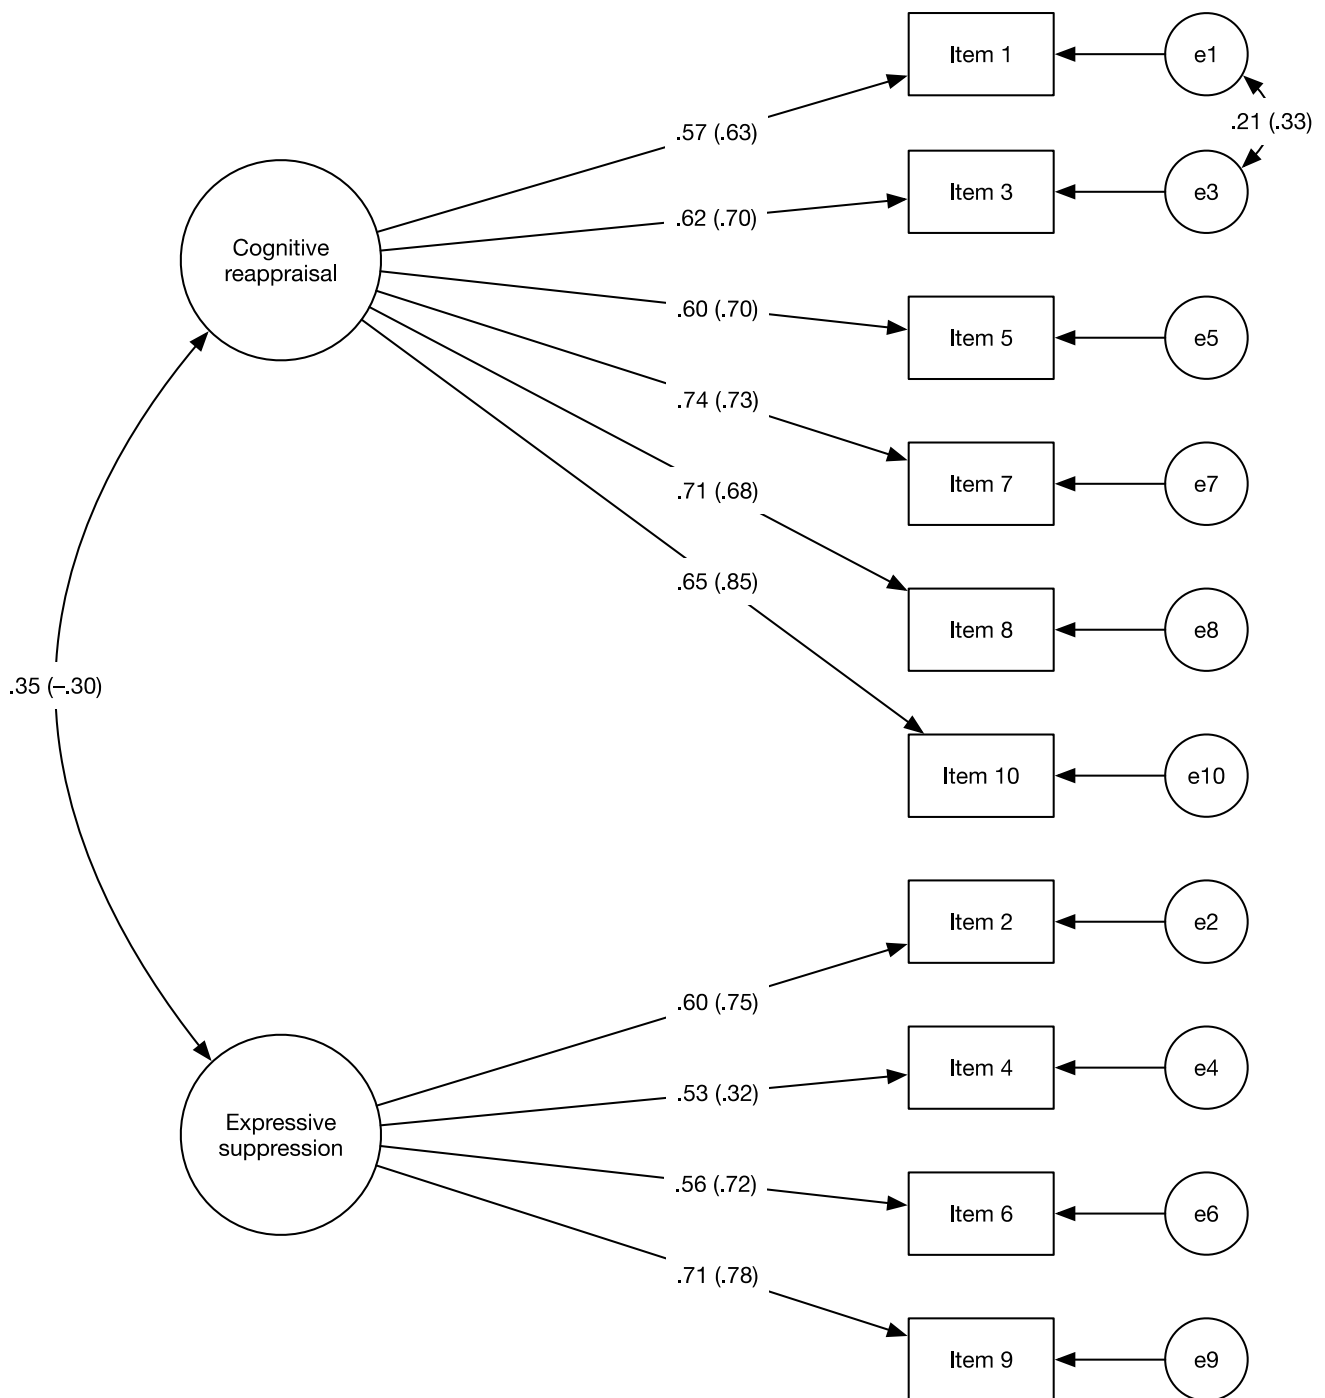 Item 1
e1
.57 (.63)
.21 (.33)
Item 3
e3
.62 (.70)
Cognitive
reappraisal
.60 (.70)
Item 5
e5
.74 (.73)
Item 7
e7
.71 (.68)
.65 (.85)
Item 8
e8
.35 (–.30)
Item 10
e10
Item 2
e2
.60 (.75)
Item 4
e4
.53 (.32)
Expressive
suppression
.56 (.72)
Item 6
e6
.71 (.78)
Item 9
e9